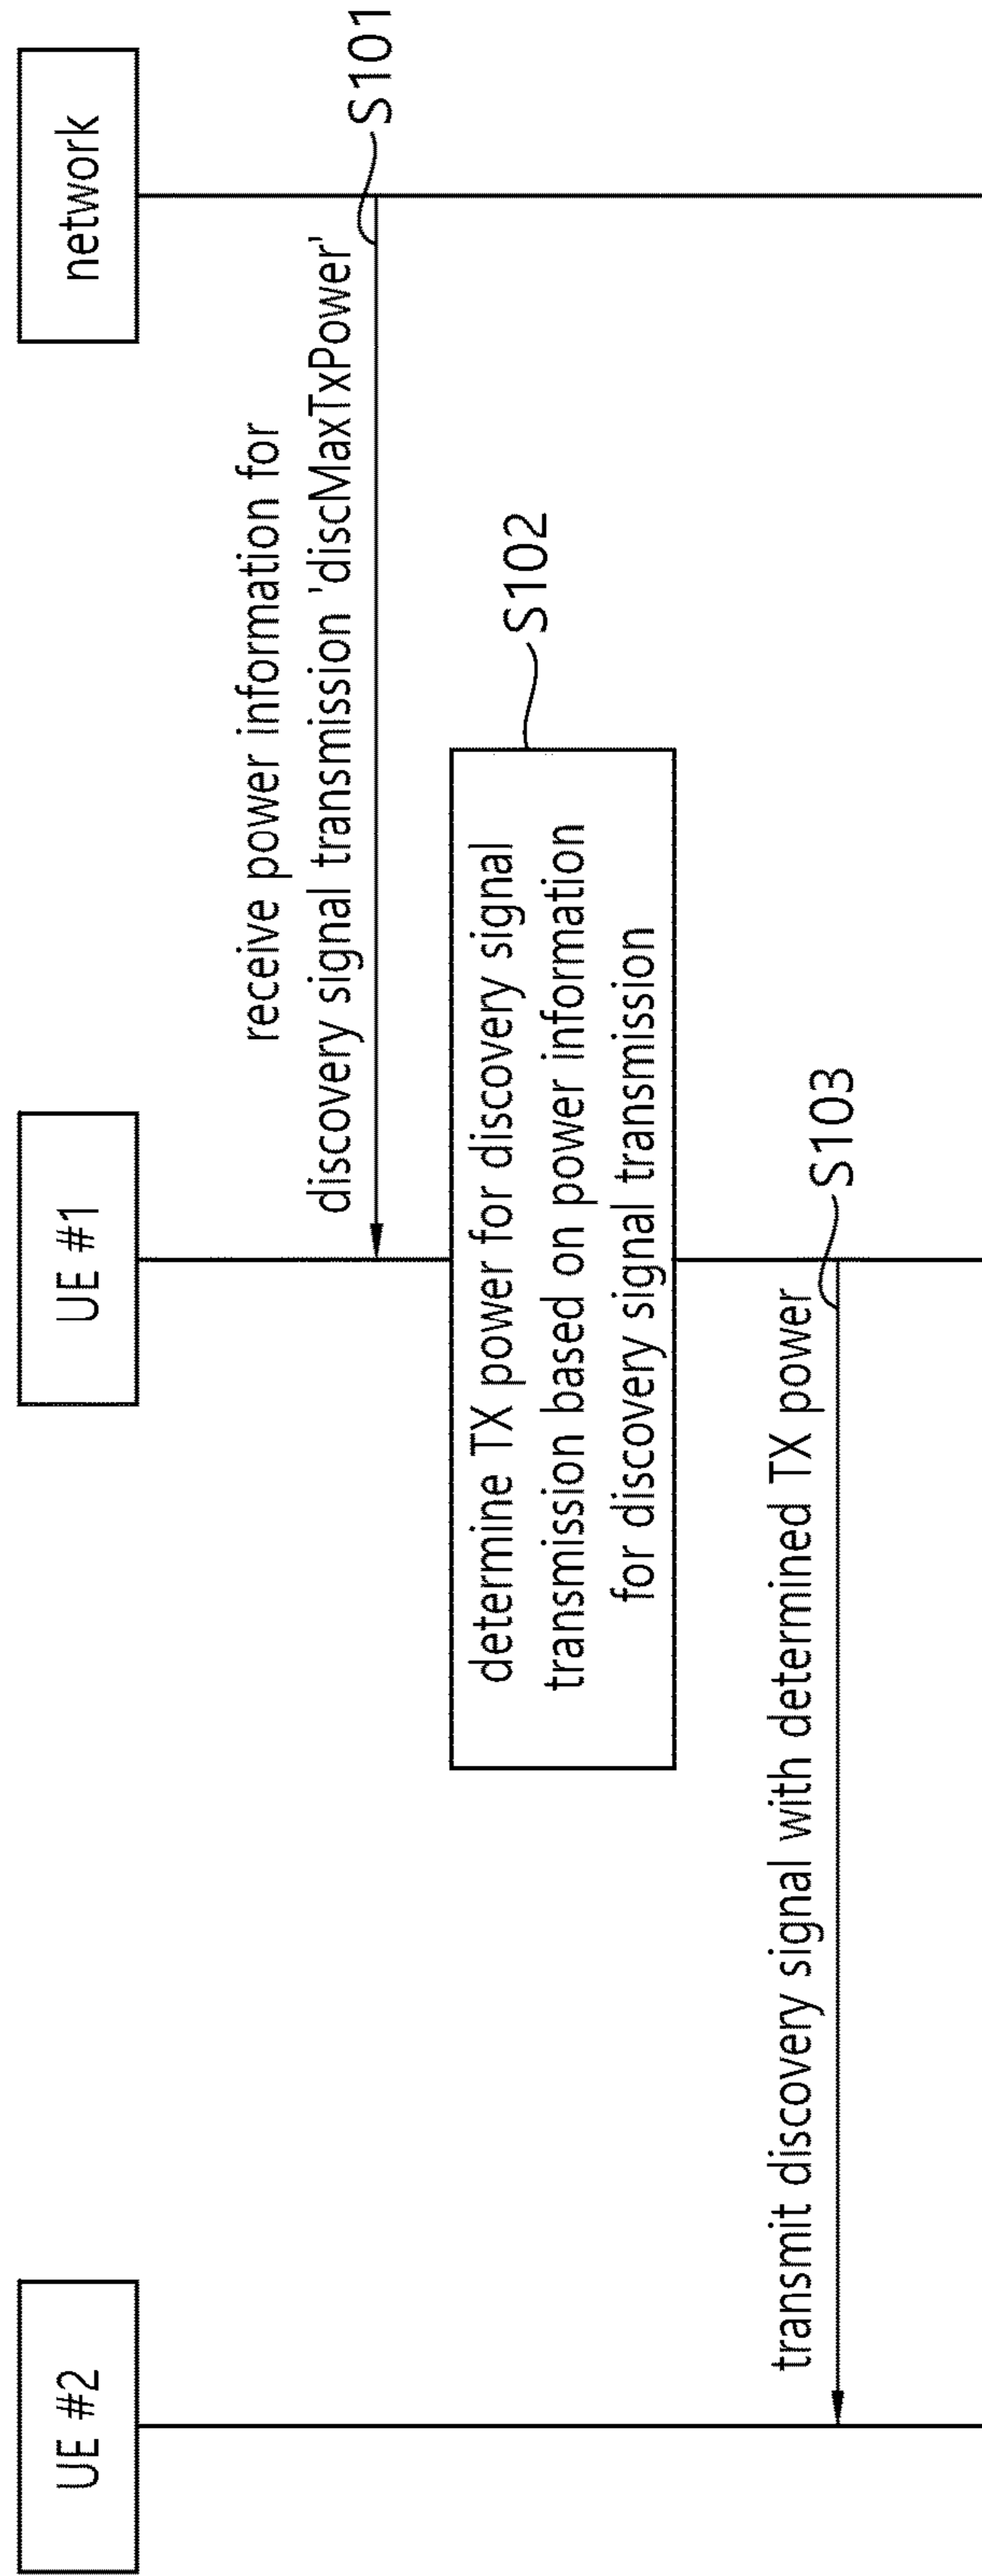 UE #2
UE #1
network
receive power information for
discovery signal transmission 'discMaxTxPower'
S101
determine TX power for discovery signal
transmission based on power information
for discovery signal transmission
S102
transmit discovery signal with determined TX power
S103